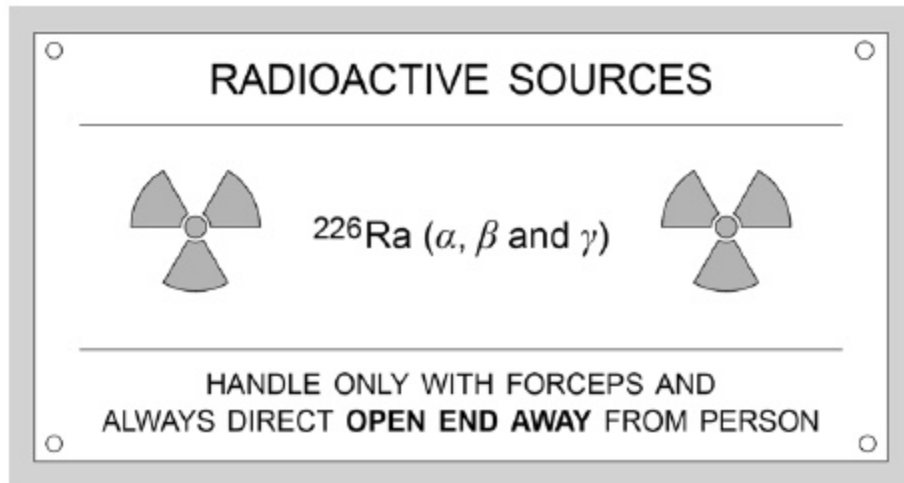 RADIOACTIVE SOURCES
²²⁶Ra (α, β and γ)
HANDLE ONLY WITH FORCEPS AND
ALWAYS DIRECT OPEN END AWAY FROM PERSON